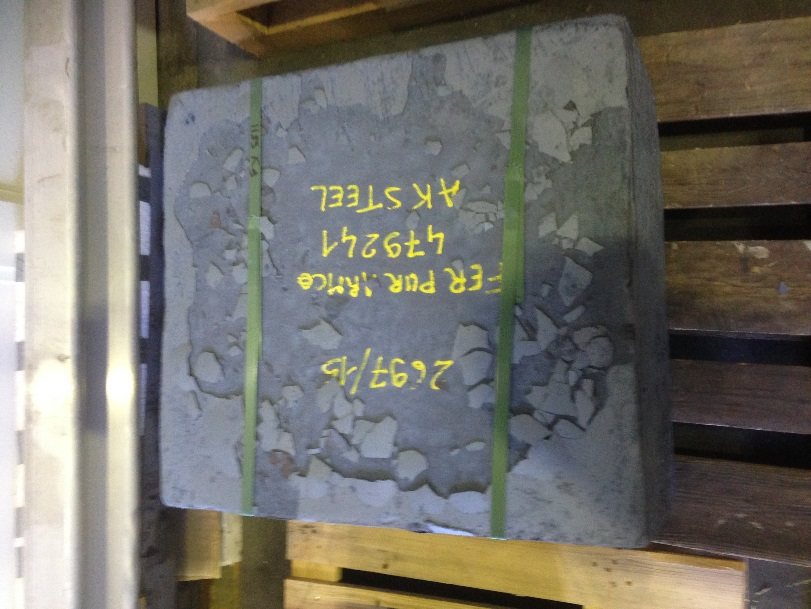 2697/15
FER PUR ARMCO
479241
AK STEEL